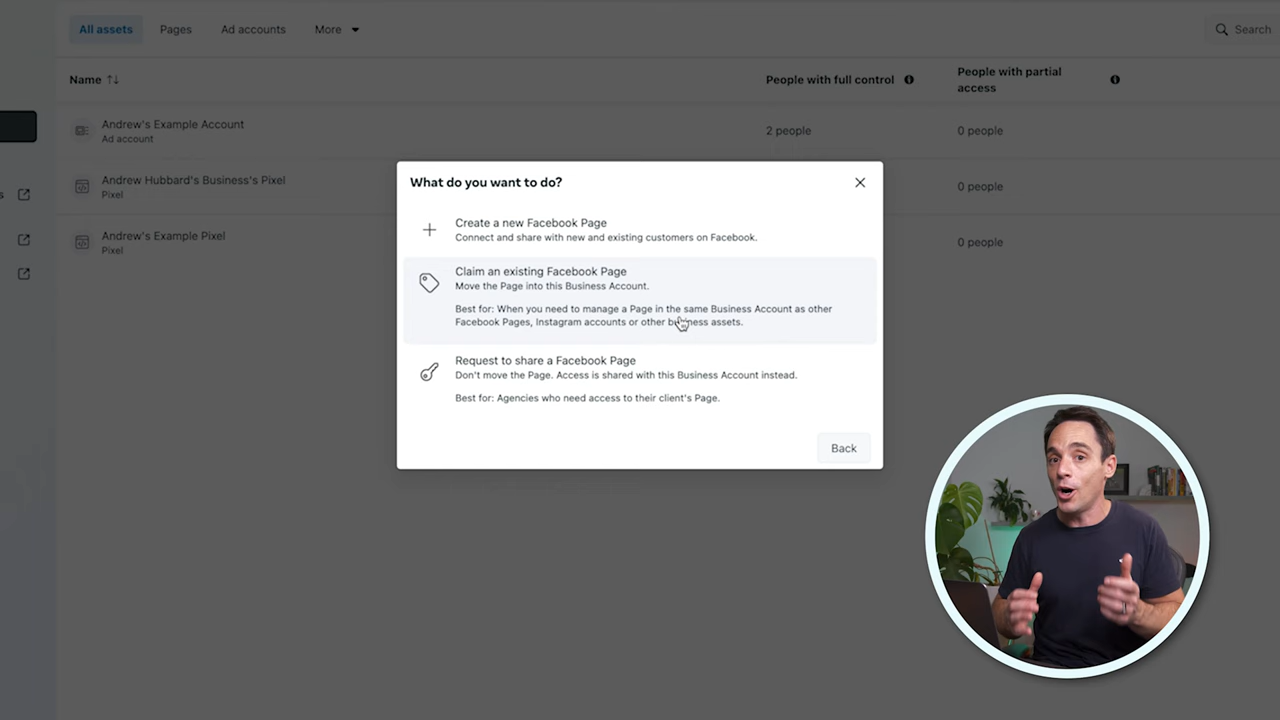 All assets
Pages
Ad accounts
More
Search
Name
People with full control
People with partial
access
Andrew's Example Account
Ad account
2 people
0 people
Andrew Hubbard's Business's Pixel
Pixel
0 people
Andrew's Example Pixel
Pixel
0 people
What do you want to do?
Create a new Facebook Page
Connect and share with new and existing customers on Facebook.
Claim an existing Facebook Page
Move the Page into this Business Account.
Best for: When you need to manage a Page in the same Business Account as other
Facebook Pages, Instagram accounts or other business assets.
Request to share a Facebook Page
Don't move the Page. Access is shared with this Business Account instead.
Best for: Agencies who need access to their client's Page.
Back